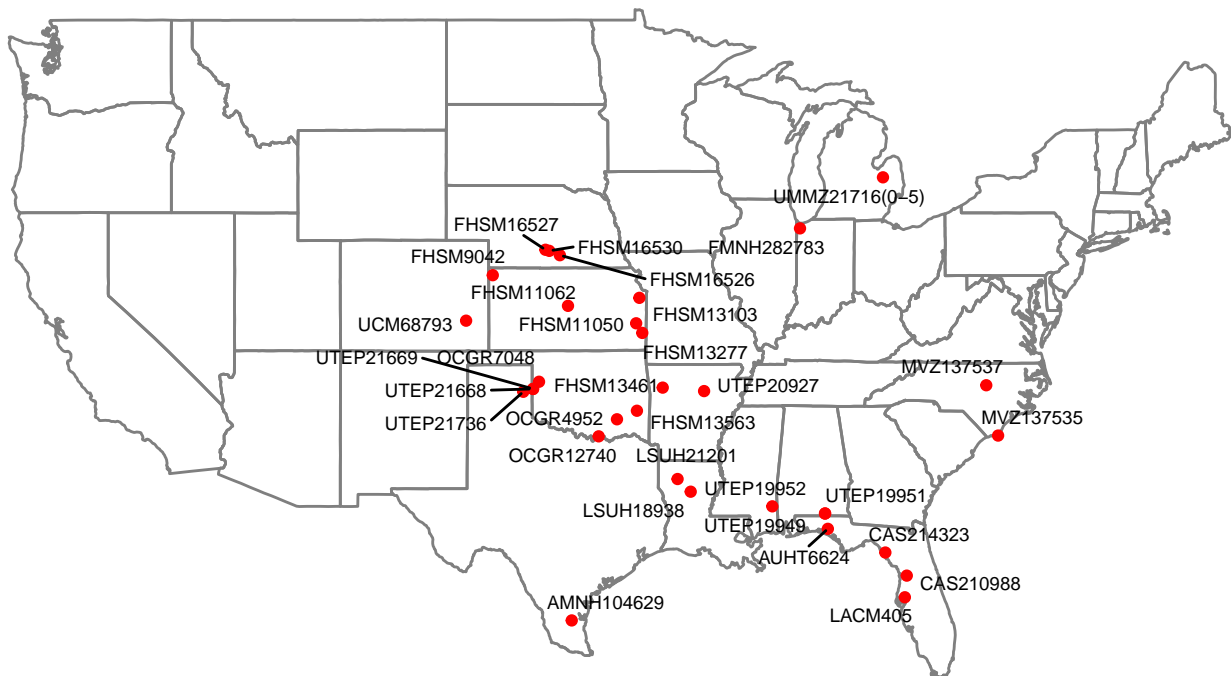 UMMZ21716(0–5)
FHSM16527
FHSM16530
FMNH282783
FHSM9042
FHSM16526
FHSM11062
FHSM13103
UCM68793
FHSM11050
FHSM13277
UTEP21669
OCGR7048
MVZ137537
UTEP21668
FHSM13461
UTEP20927
UTEP21736
OCGR4952
FHSM13563
MVZ137535
OCGR12740
LSUH21201
UTEP19952
UTEP19951
LSUH18938
UTEP19949
CAS214323
AUHT6624
CAS210988
AMNH104629
LACM405